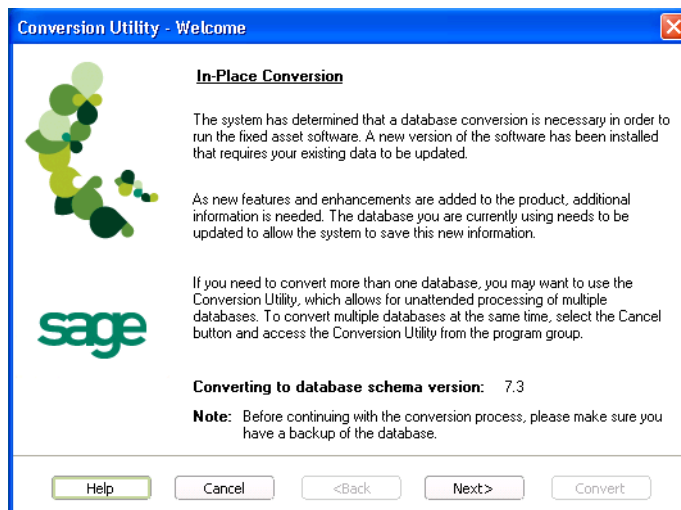 Conversion Utility - Welcome
In-Place Conversion
The system has determined that a database conversion is necessary in order to
run the fixed asset software. A new version of the software has been installed
that requires your existing data to be updated.
As new features and enhancements are added to the product, additional
information is needed. The database you are currently using needs to be
updated to allow the system to save this new information.
If you need to convert more than one database, you may want to use the
Conversion Utility, which allows for unattended processing of multiple
databases. To convert multiple databases at the same time, select the Cancel
button and access the Conversion Utility from the program group.
sage
Converting to database schema version: 7.3
Note: Before continuing with the conversion process, please make sure you
have a backup of the database.
Help Cancel <Back Next> Convert